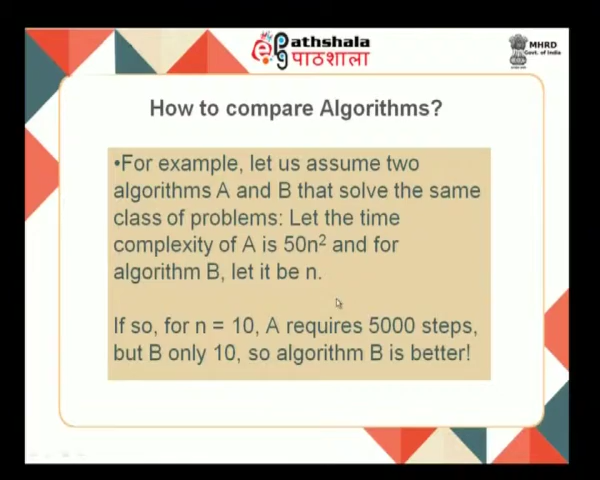 ePathshala
पाठशाला
MHRD
Govt. of India
How to compare Algorithms?
•For example, let us assume two
algorithms A and B that solve the same
class of problems: Let the time
complexity of A is 50n² and for
algorithm B, let it be n.
If so, for n = 10, A requires 5000 steps,
but B only 10, so algorithm B is better!